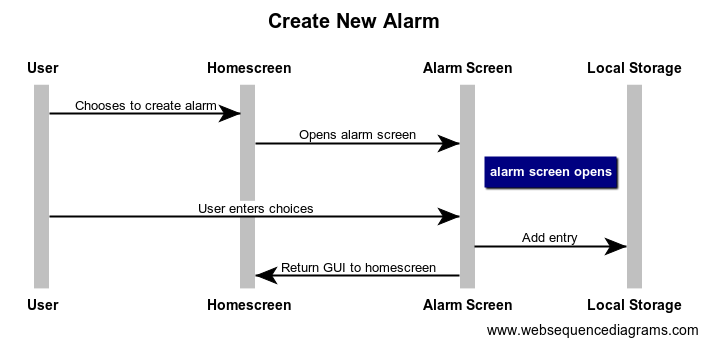 Create New Alarm
User Homescreen Alarm Screen Local Storage
Chooses to create alarm
Opens alarm screen
alarm screen opens
User enters choices
Add entry
Return GUI to homescreen
User Homescreen Alarm Screen Local Storage
www.websequencediagrams.com